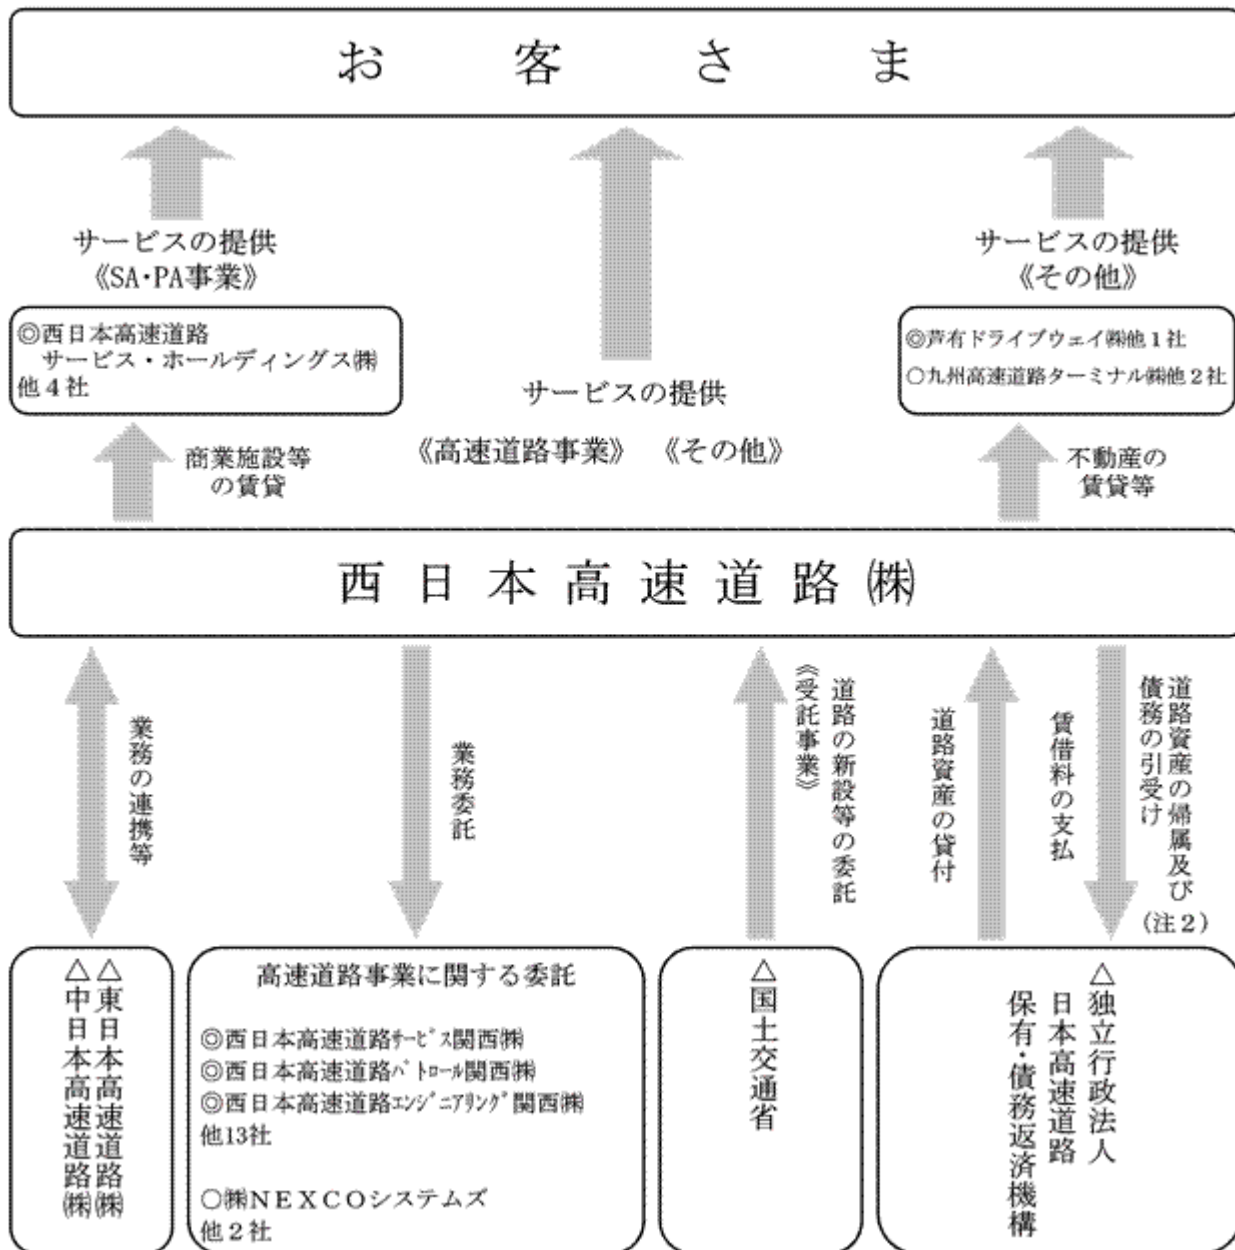 お客さま
サービスの提供
《SA・PA事業》
サービスの提供
《その他》
◎西日本高速道路
サービス・ホールディングス㈱
他４社
◎芦有ドライブウェイ㈱他１社
○九州高速道路ターミナル㈱他２社
サービスの提供
《高速道路事業》 《その他》
商業施設等
の賃貸
不動産の
賃貸等
西日本高速道路㈱
業務の連携等
業務委託
道路の新設等の委託
《受託事業》
道路資産の貸付
賃借料の支払
道路資産の帰属及び
債務の引受け
(注２)
△東日本高速道路㈱
△中日本高速道路㈱
高速道路事業に関する委託
◎西日本高速道路ｻｰﾋﾞｽ関西㈱
◎西日本高速道路ﾊﾟﾄﾛｰﾙ関西㈱
◎西日本高速道路ｴﾝｼﾞﾆｱﾘﾝｸﾞ関西㈱
他13社
○㈱ＮＥＸＣＯシステムズ
他２社
△国土交通省
△独立行政法人
日本高速道路
保有・債務返済機構